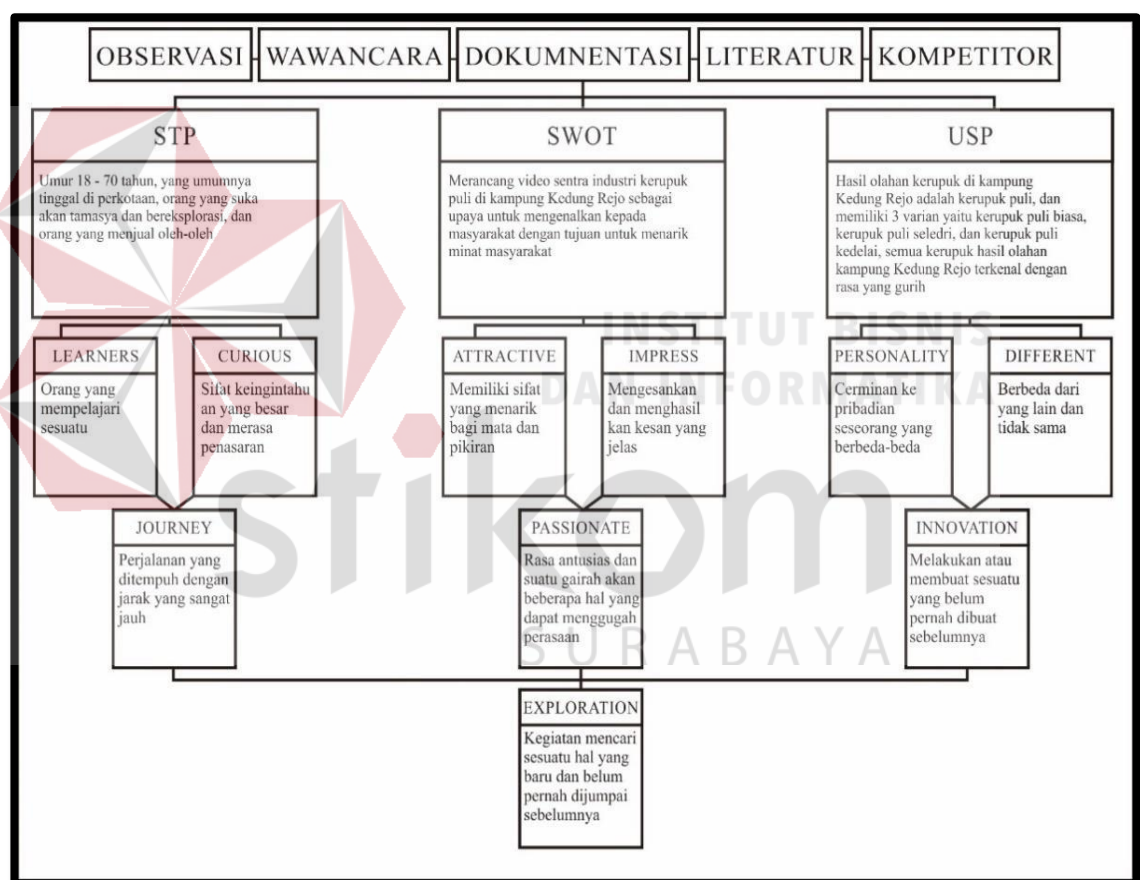 OBSERVASI WAWANCARA DOKUMNENTASI LITERATUR KOMPETITOR
STP
Umur 18 - 70 tahun, yang umumnya
tinggal di perkotaan, orang yang suka
akan tamasya dan bereksplorasi, dan
orang yang menjual oleh-oleh
SWOT
Merancang video sentra industri kerupuk
puli di kampung Kedung Rejo sebagai
upaya untuk mengenalkan kepada
masyarakat dengan tujuan untuk menarik
minat masyarakat
USP
Hasil olahan kerupuk di kampung
Kedung Rejo adalah kerupuk puli, dan
memiliki 3 varian yaitu kerupuk puli biasa,
kerupuk puli seledri, dan kerupuk puli
kedelai, semua kerupuk hasil olahan
kampung Kedung Rejo terkenal dengan
rasa yang gurih
LEARNERS
Orang yang
mempelajari
sesuatu
CURIOUS
Sifat keingintahu
an yang besar
dan merasa
penasaran
ATTRACTIVE
Memiliki sifat
yang menarik
bagi mata dan
pikiran
IMPRESS
Mengesankan
dan menghasil
kan kesan yang
jelas
PERSONALITY
Cerminan ke
pribadian
seseorang yang
berbeda-beda
DIFFERENT
Berbeda dari
yang lain dan
tidak sama
JOURNEY
Perjalanan yang
ditempuh dengan
jarak yang sangat
jauh
PASSIONATE
Rasa antusias dan
suatu gairah akan
beberapa hal yang
dapat menggugah
perasaan
INNOVATION
Melakukan atau
membuat sesuatu
yang belum
pernah dibuat
sebelumnya
EXPLORATION
Kegiatan mencari
sesuatu hal yang
baru dan belum
pernah dijumpai
sebelumnya
INSTITUT BISNIS
DAN INFORMATIKA
stikom
SURABAYA